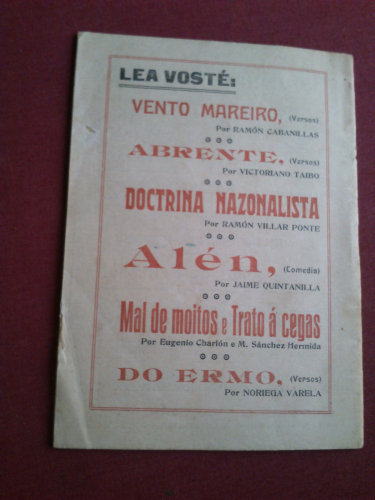 LEA VOSTÉ:
VENTO MAREIRO, (Versos)
Por RAMÓN CABANILLAS
ABRENTE, (Versos)
Por VICTORIANO TAIBO
DOCTRINA NAZONALISTA
Por RAMÓN VILLAR PONTE
Alén, (Comedia)
Por JAIME QUINTANILLA
Mal de moitos e Trato á cegas
Por Eugenio Charlón e M. Sánchez Hermida
DO ERMO, (Versos)
Por NORIEGA VARELA